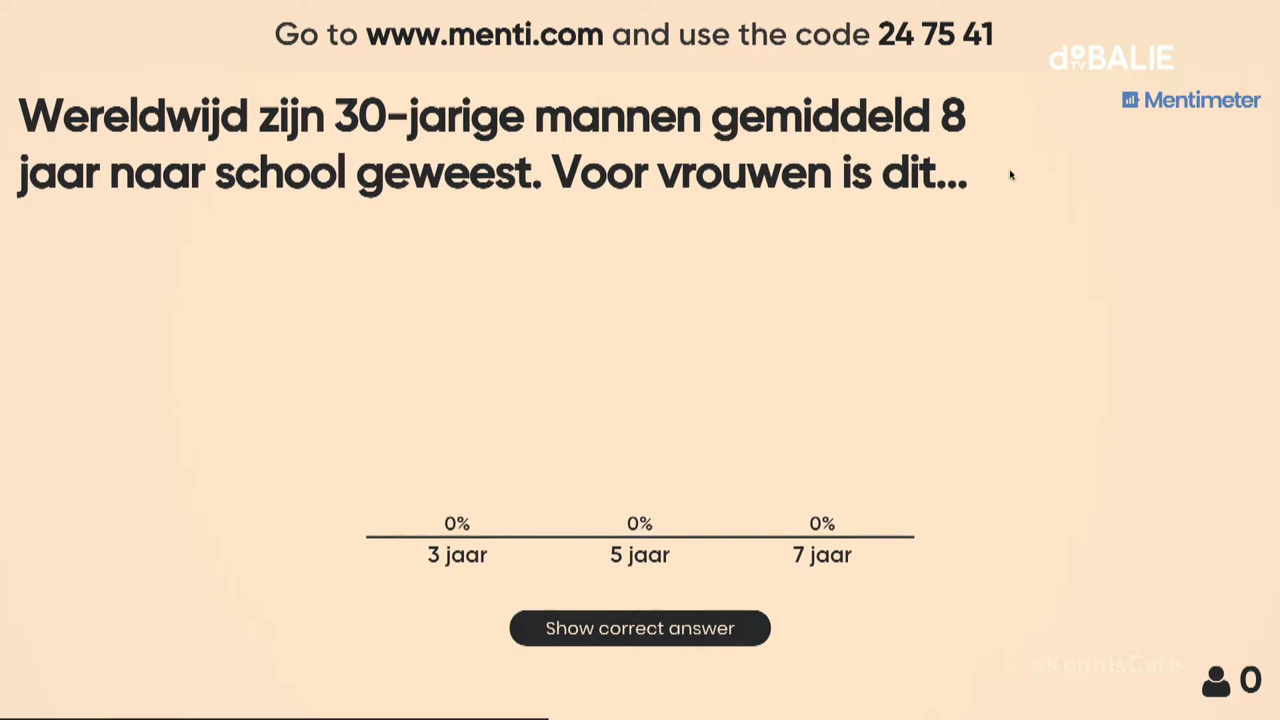 Go to www.menti.com and use the code 24 75 41
doBALIE
TV
Mentimeter
Wereldwijd zijn 30-jarige mannen gemiddeld 8
jaar naar school geweest. Voor vrouwen is dit...
0% 0% 0%
3 jaar 5 jaar 7 jaar
Show correct answer
#KennisCafé
0